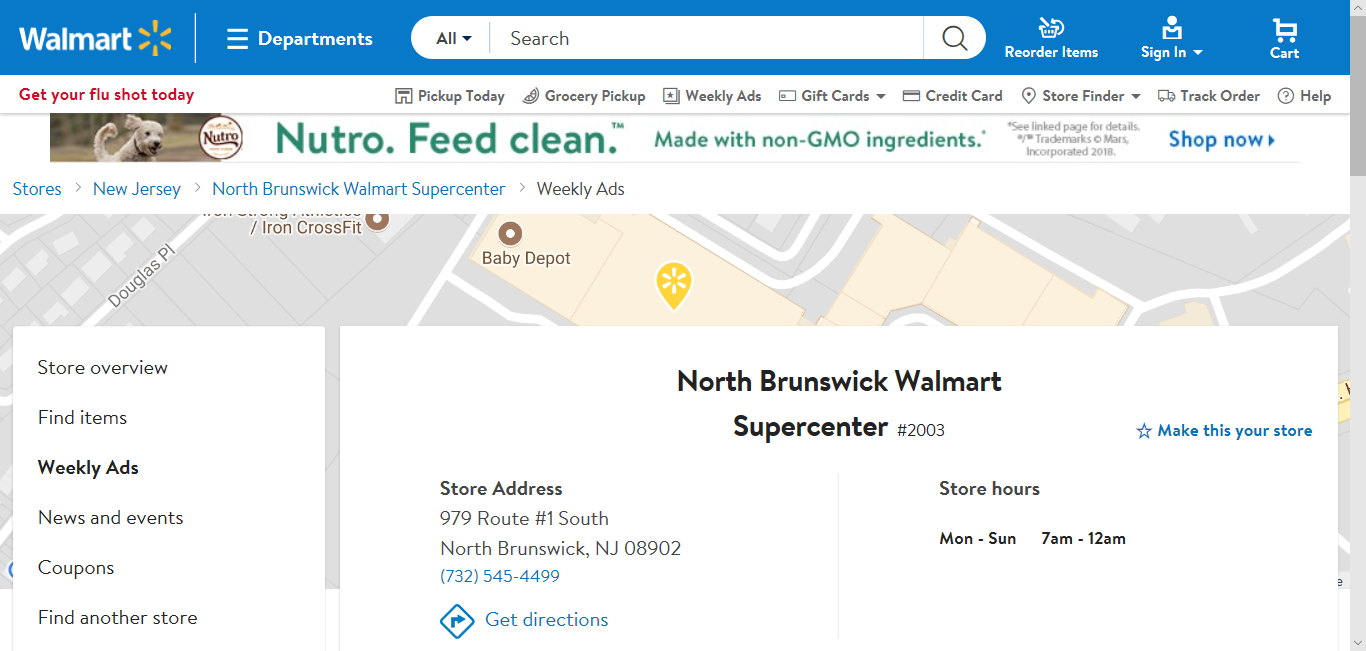 Walmart
Departments
All
Search
Reorder Items
Sign In
Cart
Get your flu shot today
Pickup Today
Grocery Pickup
Weekly Ads
Gift Cards
Credit Card
Store Finder
Track Order
Help
Nutro
Nutro. Feed clean.™
Made with non-GMO ingredients.*
*See linked page for details.
®/™ Trademarks © Mars,
Incorporated 2018.
Shop now
Stores > New Jersey > North Brunswick Walmart Supercenter > Weekly Ads
/ Iron CrossFit
Baby Depot
Douglas Pl
Store overview
Find items
Weekly Ads
News and events
Coupons
Find another store
North Brunswick Walmart
Supercenter #2003
Make this your store
Store Address
979 Route #1 South
North Brunswick, NJ 08902
(732) 545-4499
Get directions
Store hours
Mon - Sun 7am - 12am